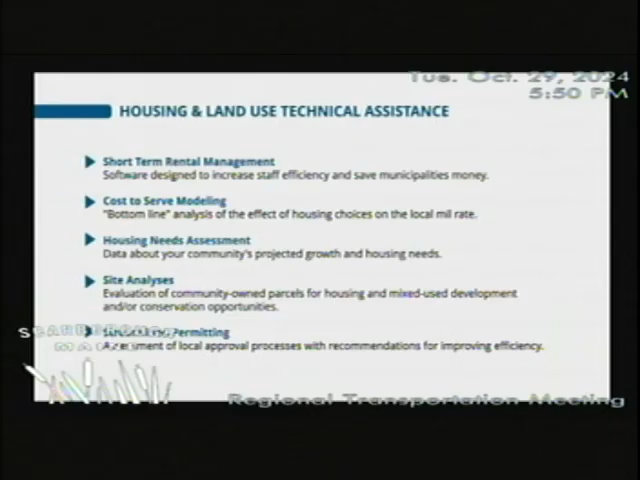 Tue. Oct. 29, 2024
5:50 PM
HOUSING & LAND USE TECHNICAL ASSISTANCE
Short Term Rental Management
Software designed to increase staff efficiency and save municipalities money.
Cost to Serve Modeling
"Bottom line" analysis of the effect of housing choices on the local mil rate.
Housing Needs Assessment
Data about your community's projected growth and housing needs.
Site Analyses
Evaluation of community-owned parcels for housing and mixed-used development
and/or conservation opportunities.
Permitting
of local approval processes with recommendations for improving efficiency.
MAINE
Regional Transportation Meeting